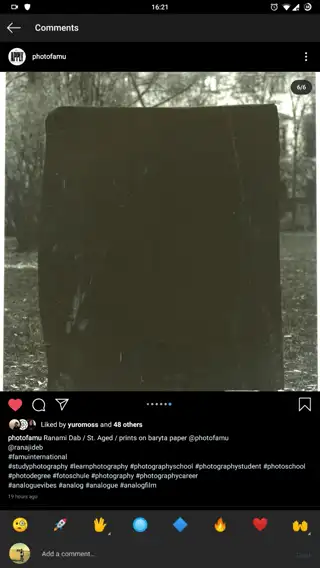 16:21
Comments
APPH
photofamu
6/6
Liked by yuromoss and 48 others
photofamu Ranami Dab / St. Aged / prints on baryta paper @photofamu
@ranajideb
#famuinternational
#studyphotography #learnphotography #photographyschool #photographystudent #photoschool
#photodegree #fotoschule #photography #photographycareer
#analoguevibes #analog #analogue #analogfilm
19 hours ago
Add a comment...